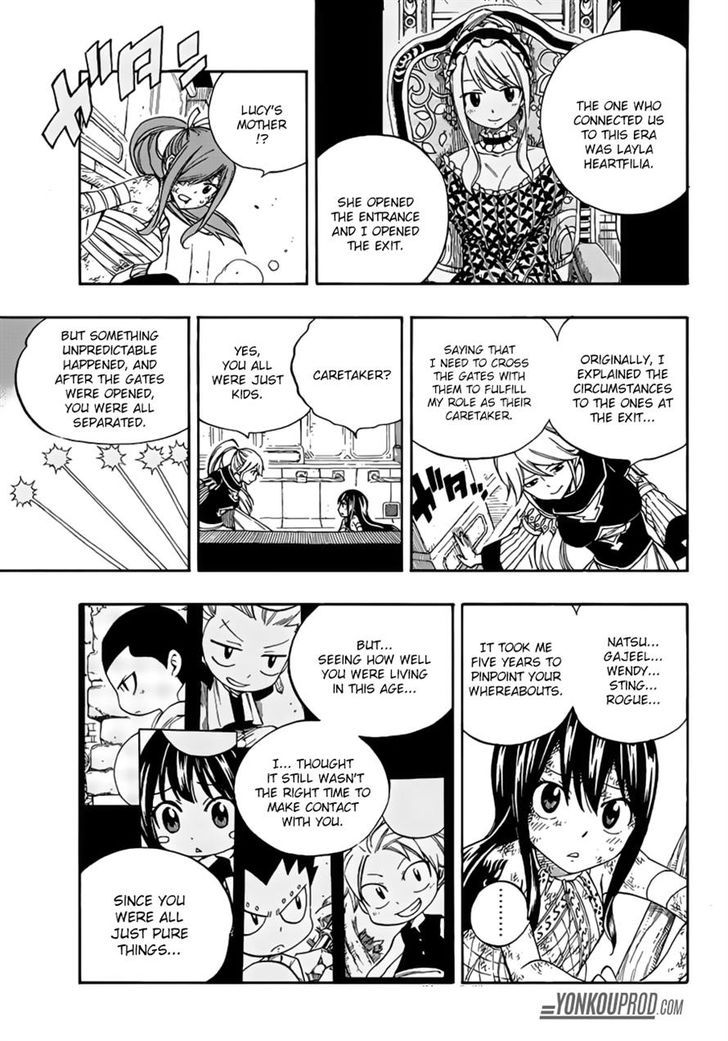 THE ONE WHO
CONNECTED US
TO THIS ERA
WAS LAYLA
HEARTFILIA.
SHE OPENED
THE ENTRANCE
AND I OPENED
THE EXIT.
LUCY'S
MOTHER
!?
ガタッ
ORIGINALLY, I
EXPLAINED THE
CIRCUMSTANCES
TO THE ONES AT
THE EXIT...
SAYING THAT
I NEED TO CROSS
THE GATES WITH
THEM TO FULFILL
MY ROLE AS THEIR
CARETAKER.
CARETAKER?
YES,
YOU ALL
WERE JUST
KIDS.
BUT SOMETHING
UNPREDICTABLE
HAPPENED, AND
AFTER THE GATES
WERE OPENED,
YOU WERE ALL
SEPARATED.
NATSU...
GAJEEL...
WENDY...
STING...
ROGUE...
IT TOOK ME
FIVE YEARS TO
PINPOINT YOUR
WHEREABOUTS.
........
BUT...
SEEING HOW WELL
YOU WERE LIVING
IN THIS AGE...
I... THOUGHT
IT STILL WASN'T
THE RIGHT TIME TO
MAKE CONTACT
WITH YOU.
SINCE YOU
WERE ALL
JUST PURE
THINGS...
YONKOUPROD.COM